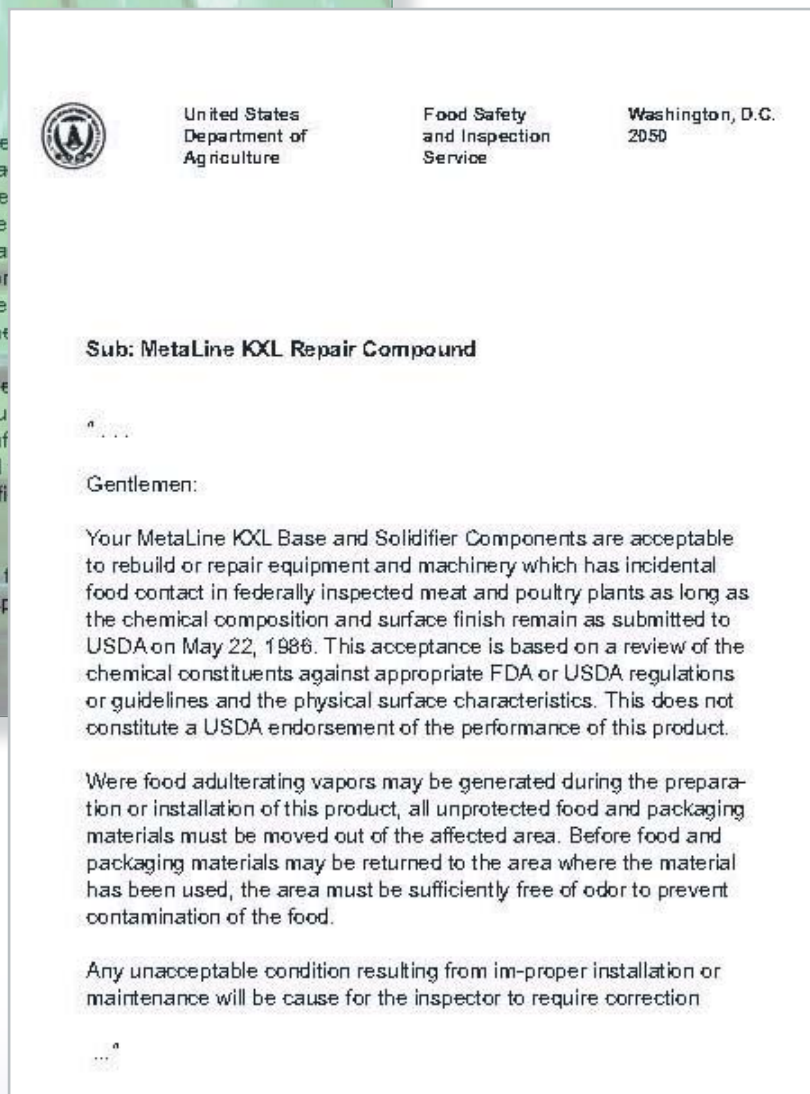 United States
Department of
Agriculture
Food Safety
and Inspection
Service
Washington, D.C.
2050
Sub: MetaLine KXL Repair Compound
" . . .
Gentlemen:
Your MetaLine KXL Base and Solidifier Components are acceptable
to rebuild or repair equipment and machinery which has incidental
food contact in federally inspected meat and poultry plants as long as
the chemical composition and surface finish remain as submitted to
USDA on May 22, 1986. This acceptance is based on a review of the
chemical constituents against appropriate FDA or USDA regulations
or guidelines and the physical surface characteristics. This does not
constitute a USDA endorsement of the performance of this product.
Were food adulterating vapors may be generated during the prepara-
tion or installation of this product, all unprotected food and packaging
materials must be moved out of the affected area. Before food and
packaging materials may be returned to the area where the material
has been used, the area must be sufficiently free of odor to prevent
contamination of the food.
Any unacceptable condition resulting from im-proper installation or
maintenance will be cause for the inspector to require correction
..."